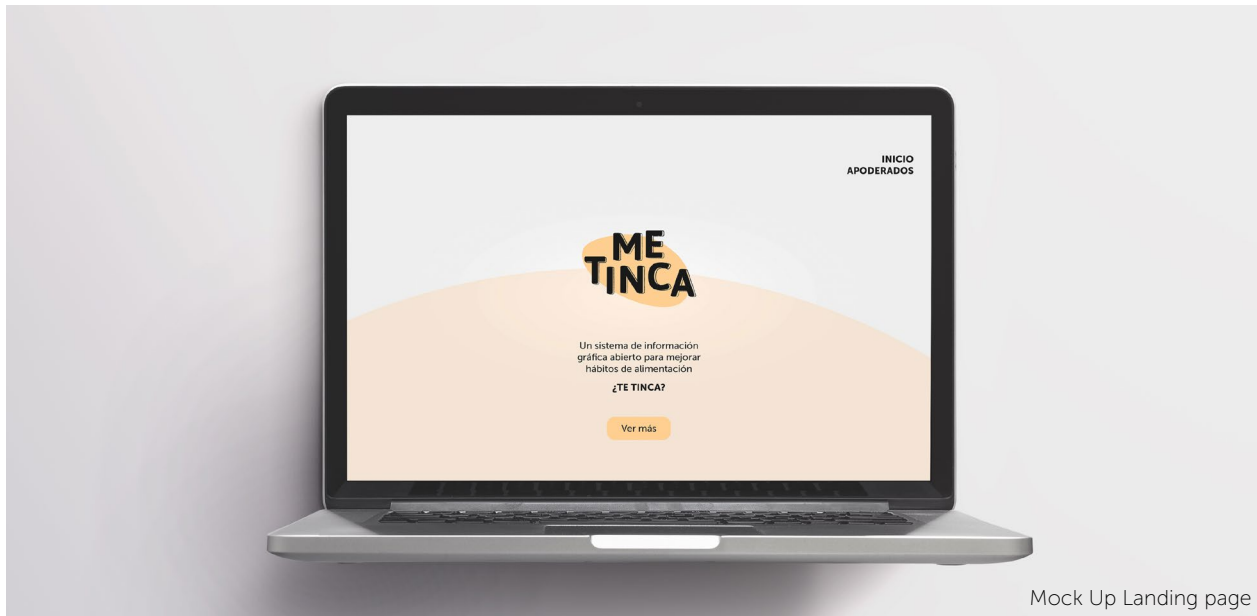 INICIO
APODERADOS
ME
TINCA
Un sistema de información
gráfica abierto para mejorar
hábitos de alimentación
¿TE TINCA?
Ver más
Mock Up Landing page